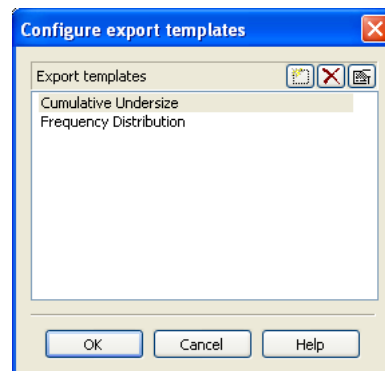 Configure export templates
Export templates
Cumulative Undersize
Frequency Distribution
OK Cancel Help